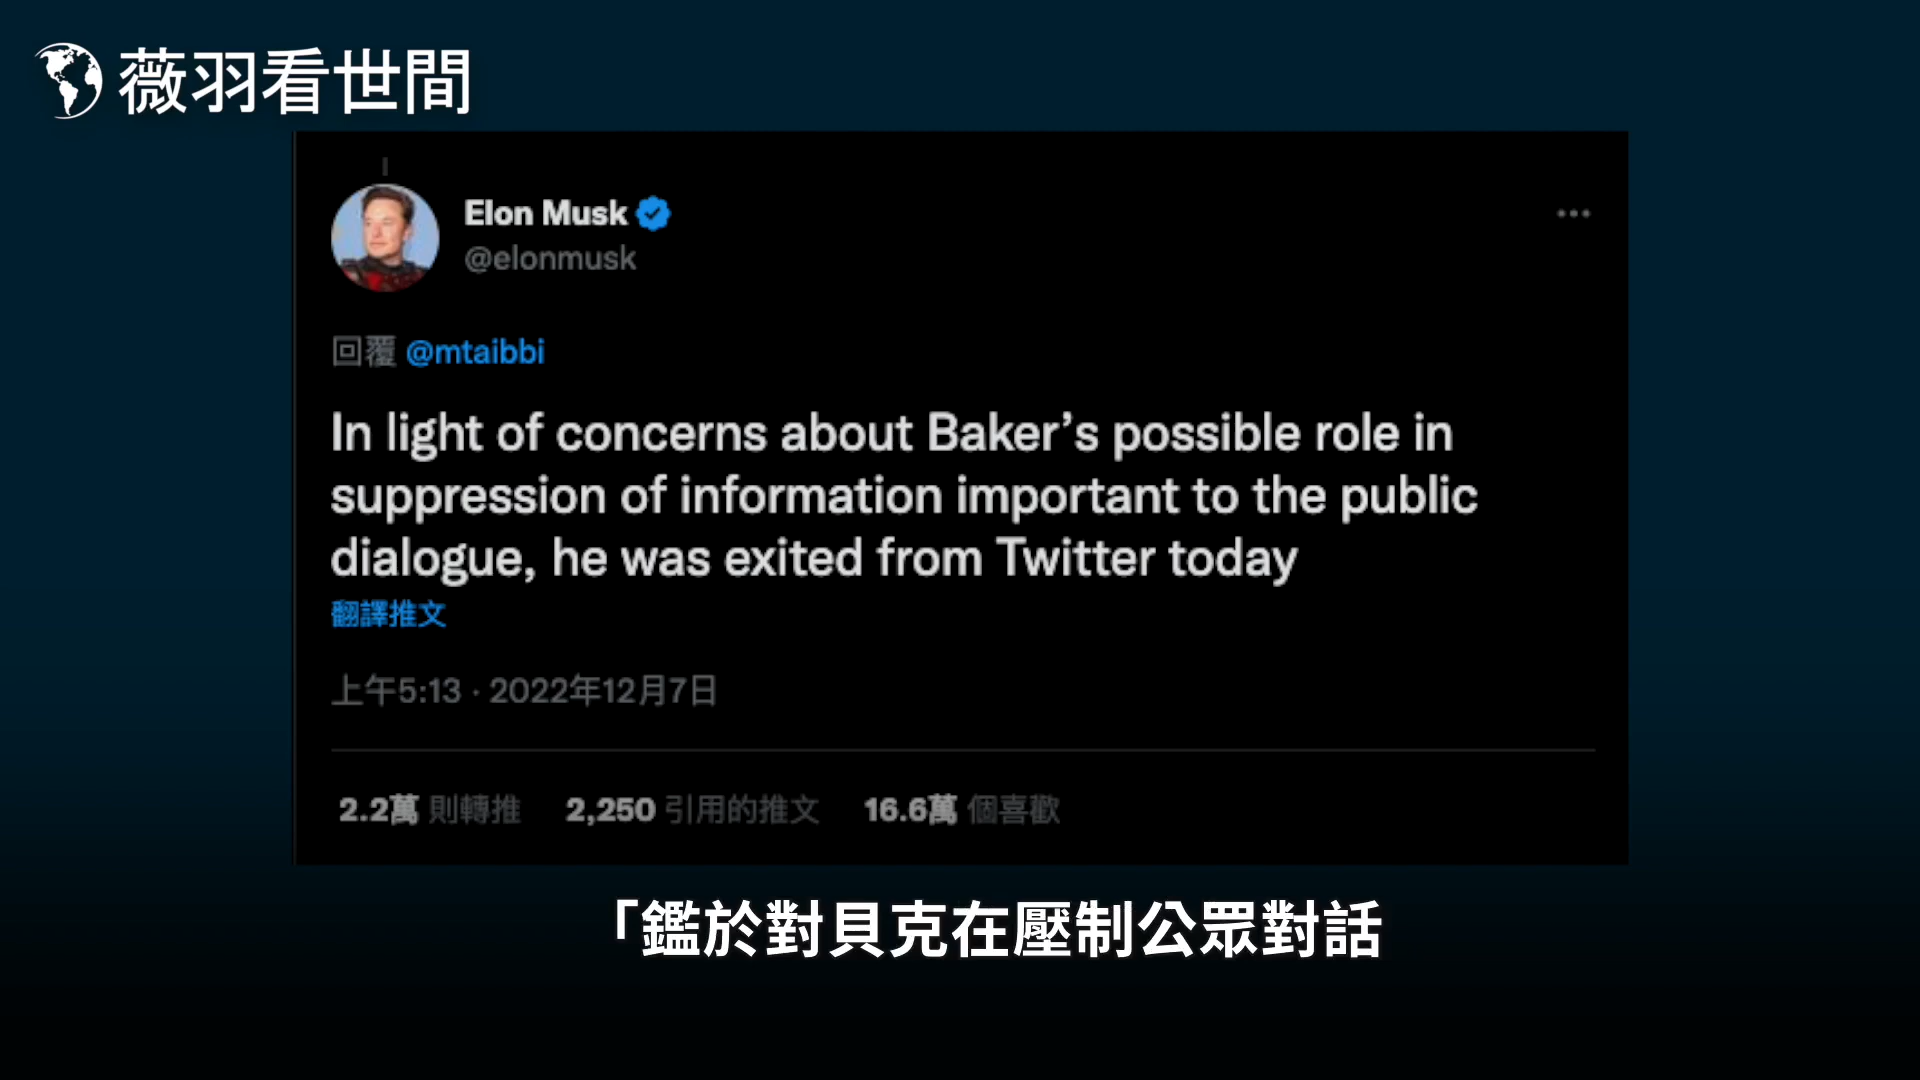 薇羽看世間
Elon Musk
@elonmusk
回覆 @mtaibbi
In light of concerns about Baker’s possible role in
suppression of information important to the public
dialogue, he was exited from Twitter today
翻譯推文
上午5:13 · 2022年12月7日
2.2萬 則轉推 2,250 引用的推文 16.6萬 個喜歡
「鑑於對貝克在壓制公眾對話